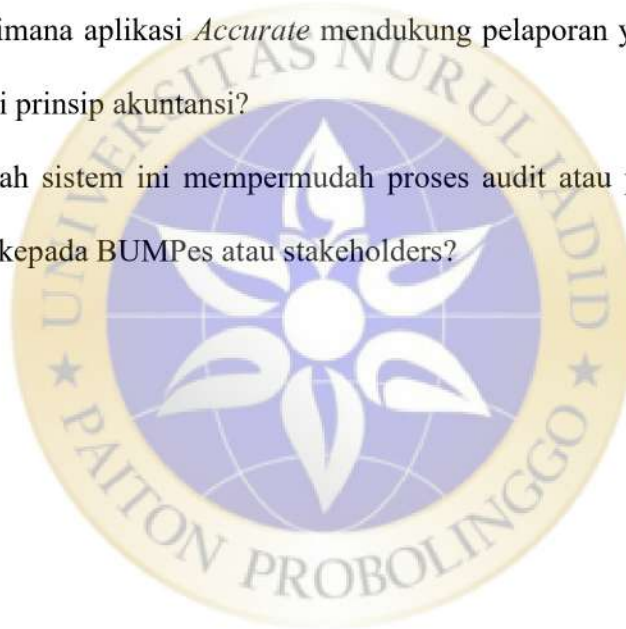 imana aplikasi Accurate mendukung pelaporan y
i prinsip akuntansi?
ah sistem ini mempermudah proses audit atau
kepada BUMPes atau stakeholders?
UNIVERSITAS NURUL JADID
PAITON PROBOLINGGO